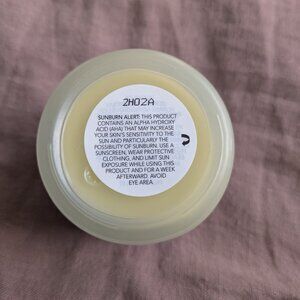 2H02A
SUNBURN ALERT: THIS PRODUCT
CONTAINS AN ALPHA HYDROXY
ACID (AHA) THAT MAY INCREASE
YOUR SKIN'S SENSITIVITY TO THE
SUN AND PARTICULARLY THE
POSSIBILITY OF SUNBURN. USE A
SUNSCREEN, WEAR PROTECTIVE
CLOTHING, AND LIMIT SUN
EXPOSURE WHILE USING THIS
PRODUCT AND FOR A WEEK
AFTERWARD. AVOID
EYE AREA